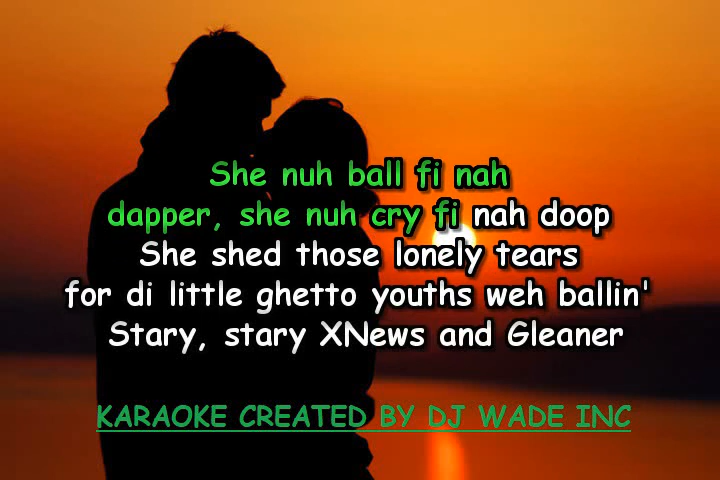 She nuh ball fi nah
dapper, she nuh cry fi nah doop
She shed those lonely tears
for di little ghetto youths weh ballin'
Stary, stary XNews and Gleaner
KARAOKE CREATED BY DJ WADE INC